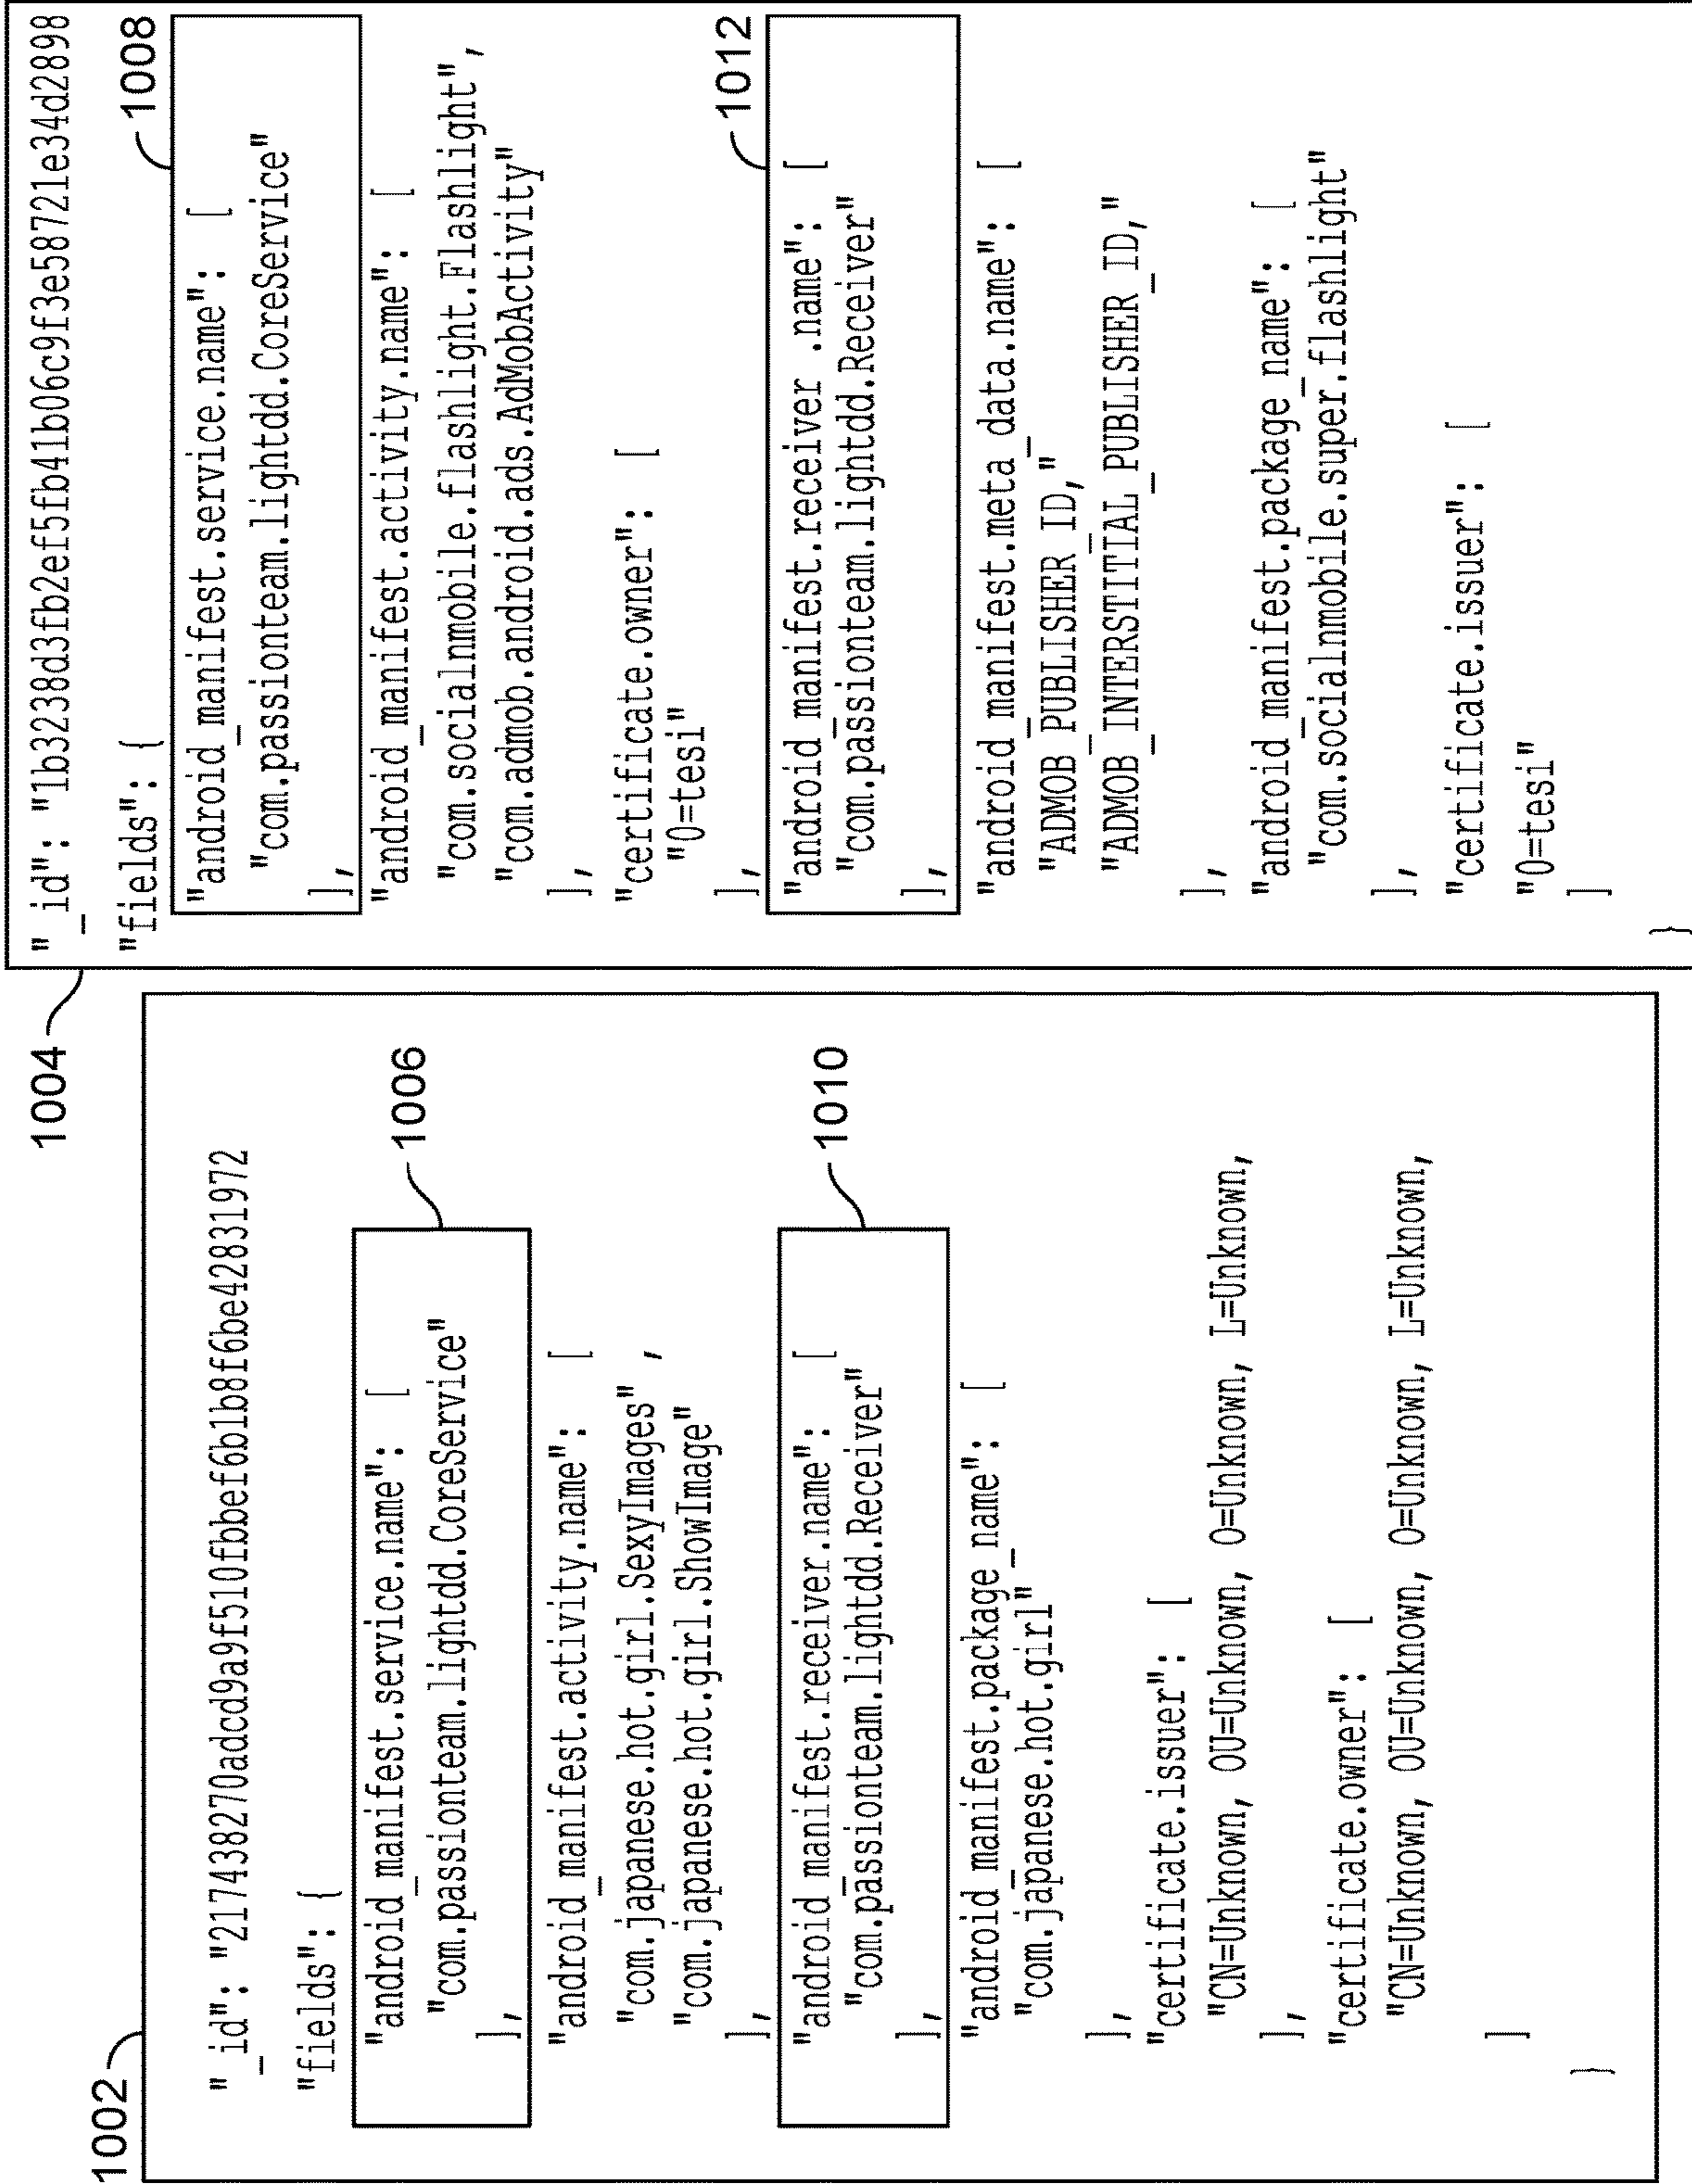 1002
"_id": "217438270adcd9a9f510fbbef6b1b8f6be42831972
"fields": {
"android_manifest.service.name": [
"com.passionteam.lightdd.CoreService"
],
1006
"android_manifest.activity.name": [
"com.japanese.hot.girl.SexyImages" ,
"com.japanese.hot.girl.ShowImage"
],
"android_manifest.receiver.name": [
"com.passionteam.lightdd.Receiver"
],
1010
"android_manifest.package_name": [
"com.japanese.hot.girl"
],
"certificate.issuer": [
"CN=Unknown, OU=Unknown, O=Unknown, L=Unknown,
],
"certificate.owner": [
"CN=Unknown, OU=Unknown, O=Unknown, L=Unknown,
]
}
1004
"_id": "1b3238d3fb2ef5fb41b06c9f3e58721e34d2898
"fields": {
1008
"android_manifest.service.name": [
"com.passionteam.lightdd.CoreService"
],
"android_manifest.activity.name": [
"com.socialnmobile.flashlight.Flashlight",
"com.admob.android.ads.AdMobActivity"
],
"certificate.owner": [
"O=tesi"
],
1012
"android_manifest.receiver .name": [
"com.passionteam.lightdd.Receiver"
],
"android_manifest.meta_data.name": [
"ADMOB_PUBLISHER_ID,"
"ADMOB_INTERSTITIAL_PUBLISHER_ID,"
],
"android_manifest.package_name": [
"com.socialnmobile.super.flashlight"
],
"certificate.issuer": [
"O=tesi"
]
}